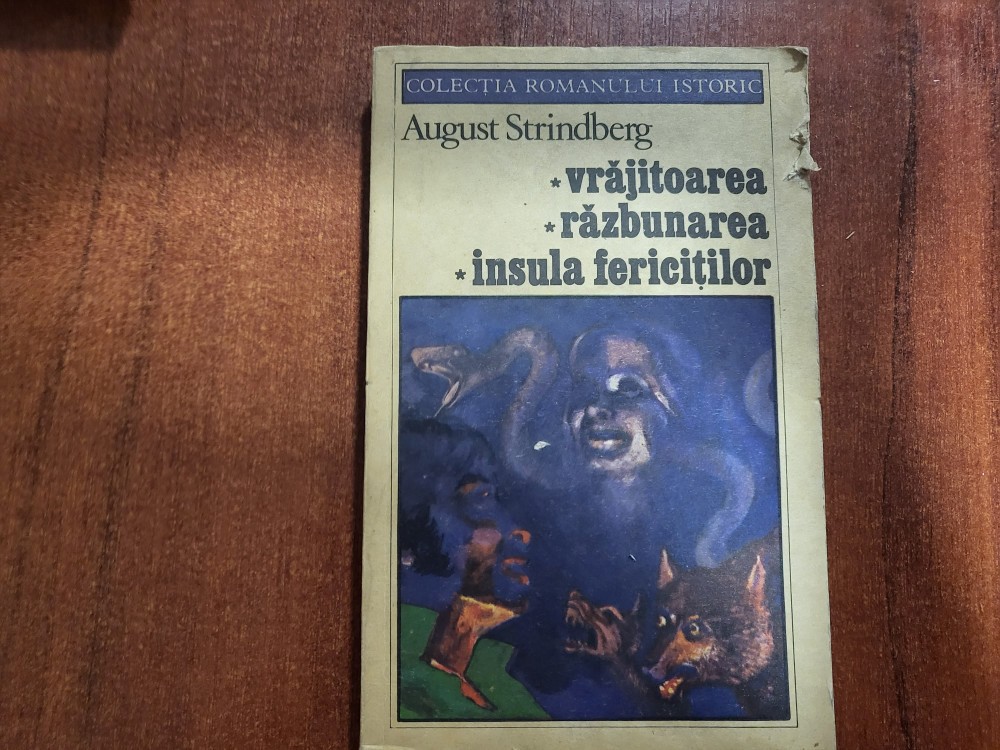 COLECȚIA ROMANULUI ISTORIC
August Strindberg
* vrăjitoarea
* răzbunarea
* insula fericiților